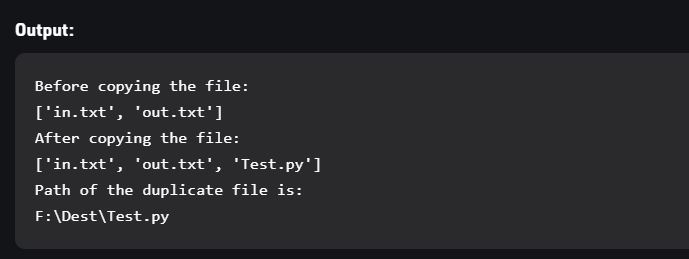 Output:
Before copying the file:
['in.txt', 'out.txt']
After copying the file:
['in.txt', 'out.txt', 'Test.py']
Path of the duplicate file is:
F:\Dest\Test.py